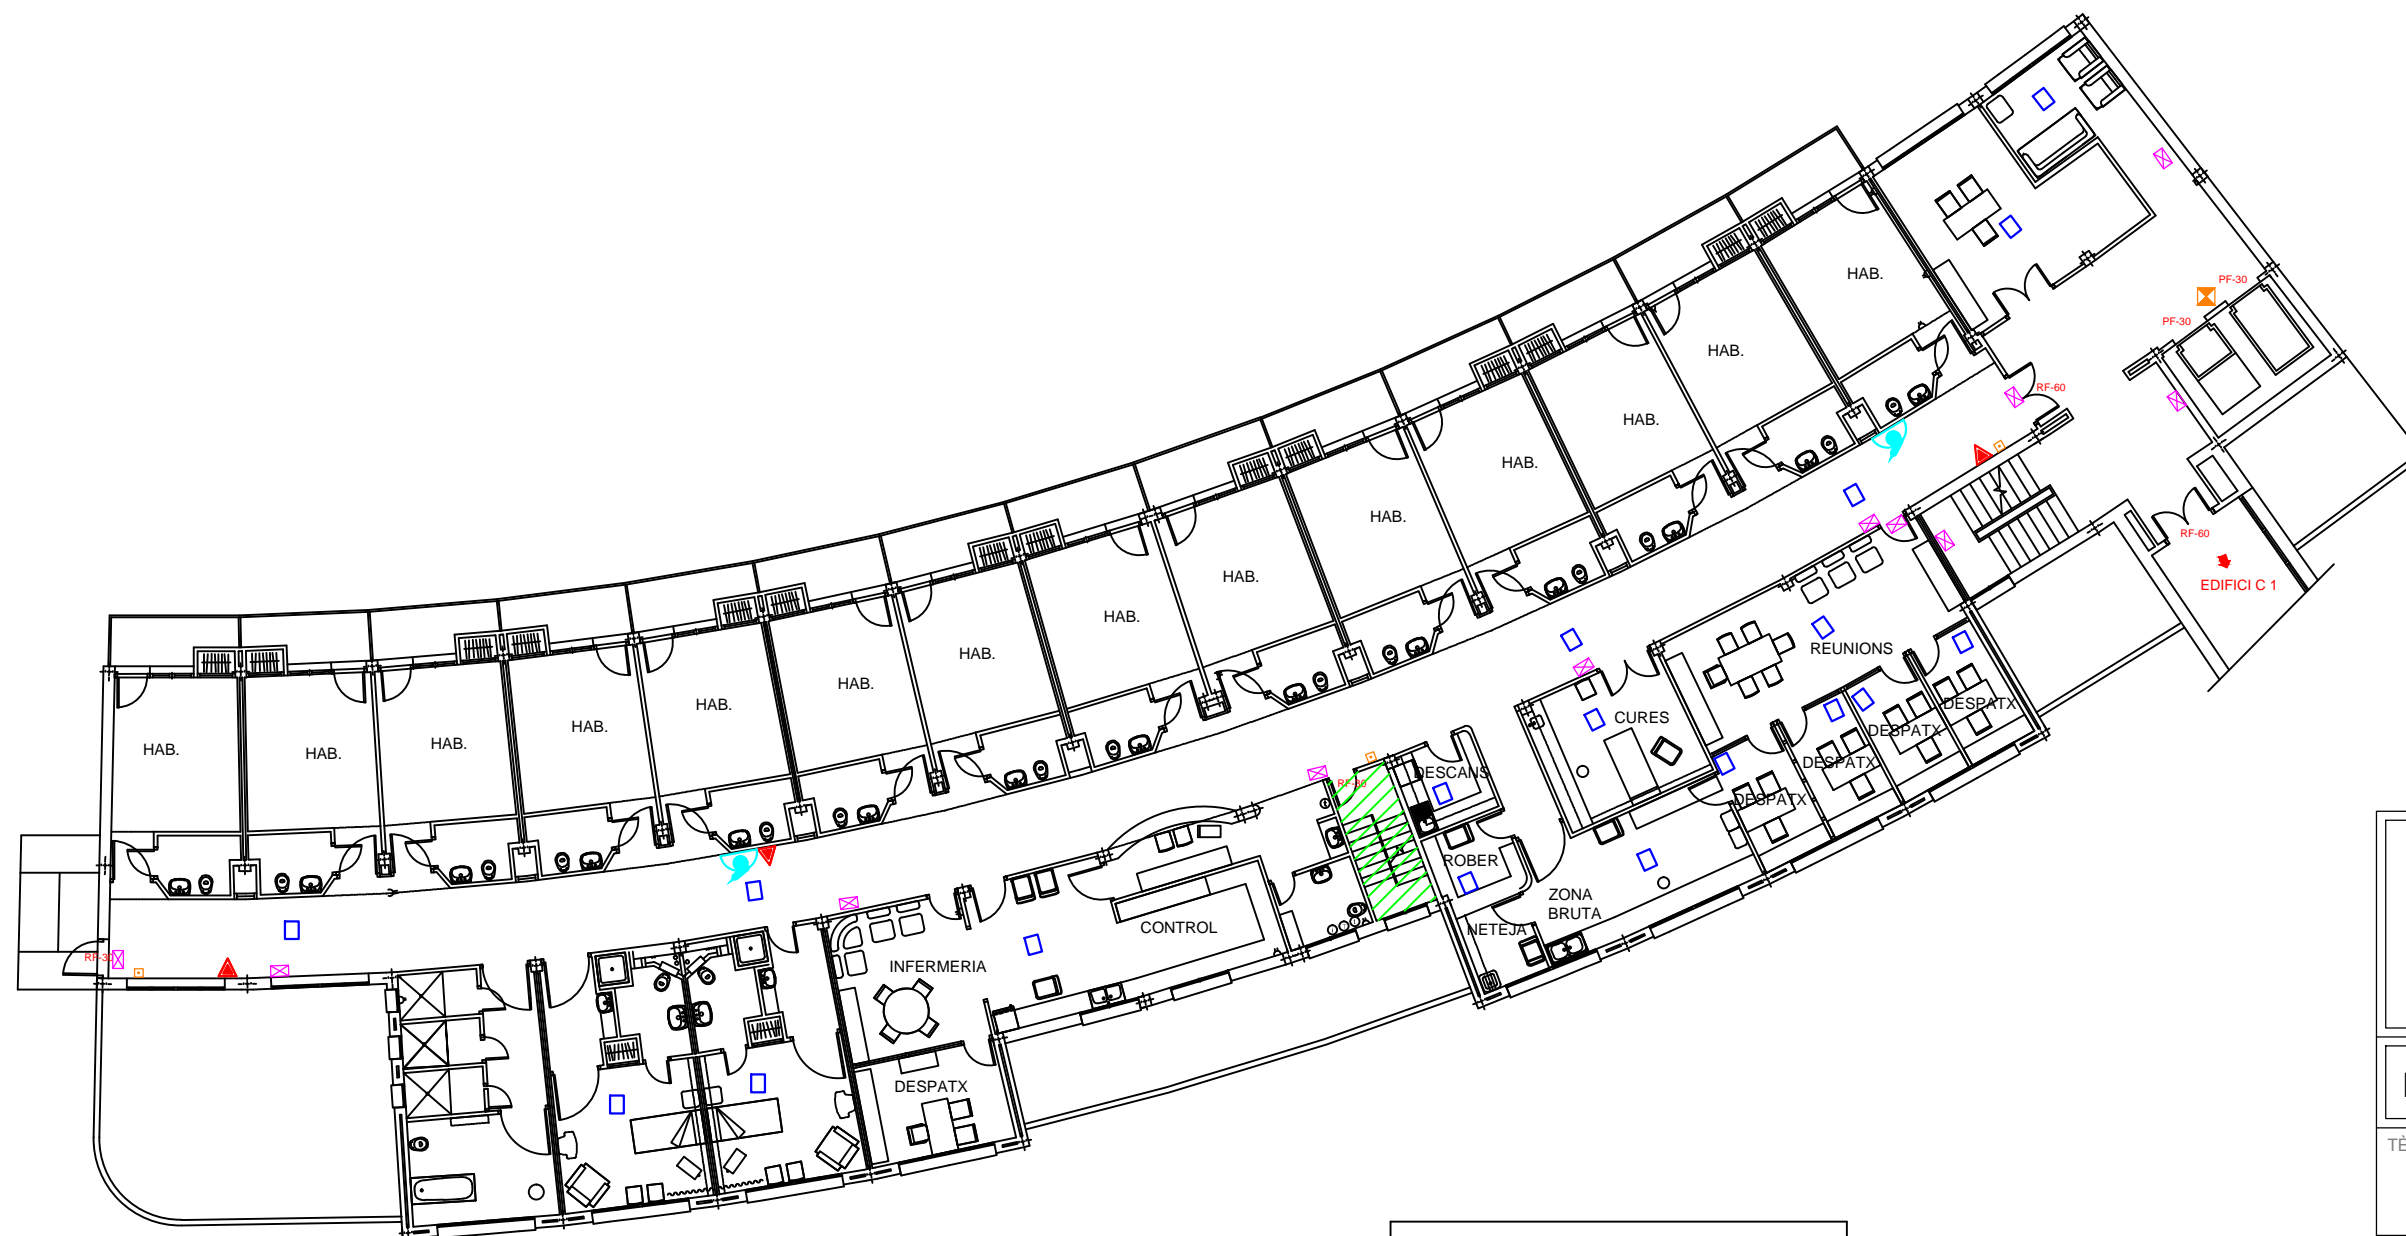 HAB.
PF-30
PF-30
HAB.
RF-60
HAB.
HAB.
HAB.
RF-60
HAB.
EDIFICI C 1
HAB.
HAB.
REUNIONS
HAB.
HAB.
DESPATX
HAB.
CURES
HAB.
DESPATX
HAB.
HAB.
HAB.
DESPATX
DESCANS
DESPATX
ROBER
ZONA
BRUTA
NETEJA
CONTROL
RF-30
INFERMERIA
DESPATX